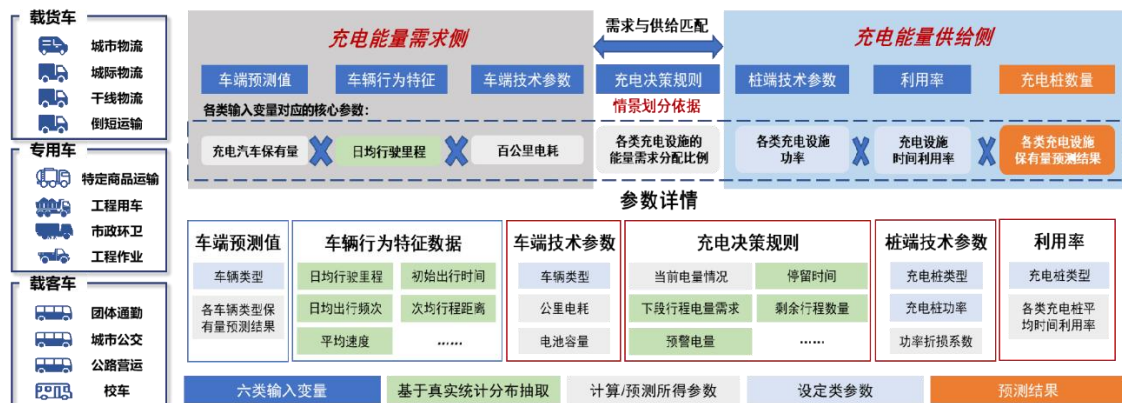 载货车
城市物流
城际物流
干线物流
倒短运输
专用车
特定商品运输
工程用车
市政环卫
工程作业
载客车
团体通勤
城市公交
公路营运
校车
充电能量需求侧
需求与供给匹配
充电能量供给侧
车端预测值
车辆行为特征
车端技术参数
充电决策规则
桩端技术参数
利用率
充电桩数量
各类输入变量对应的核心参数:
情景划分依据
充电汽车保有量
日均行驶里程
百公里电耗
各类充电设施的
能量需求分配比例
各类充电设施
功率
充电设施
时间利用率
各类充电设施
保有量预测结果
参数详情
车端预测值
车辆类型
各车辆类型保
有量预测结果
车辆行为特征数据
日均行驶里程
初始出行时间
日均出行频次
次均行程距离
平均速度
......
车端技术参数
车辆类型
公里电耗
电池容量
充电决策规则
当前电量情况
停留时间
下段行程电量需求
剩余行程数量
预警电量
......
桩端技术参数
充电桩类型
充电桩功率
功率折损系数
利用率
充电桩类型
各类充电桩平
均时间利用率
六类输入变量
基于真实统计分布抽取
计算/预测所得参数
设定类参数
预测结果